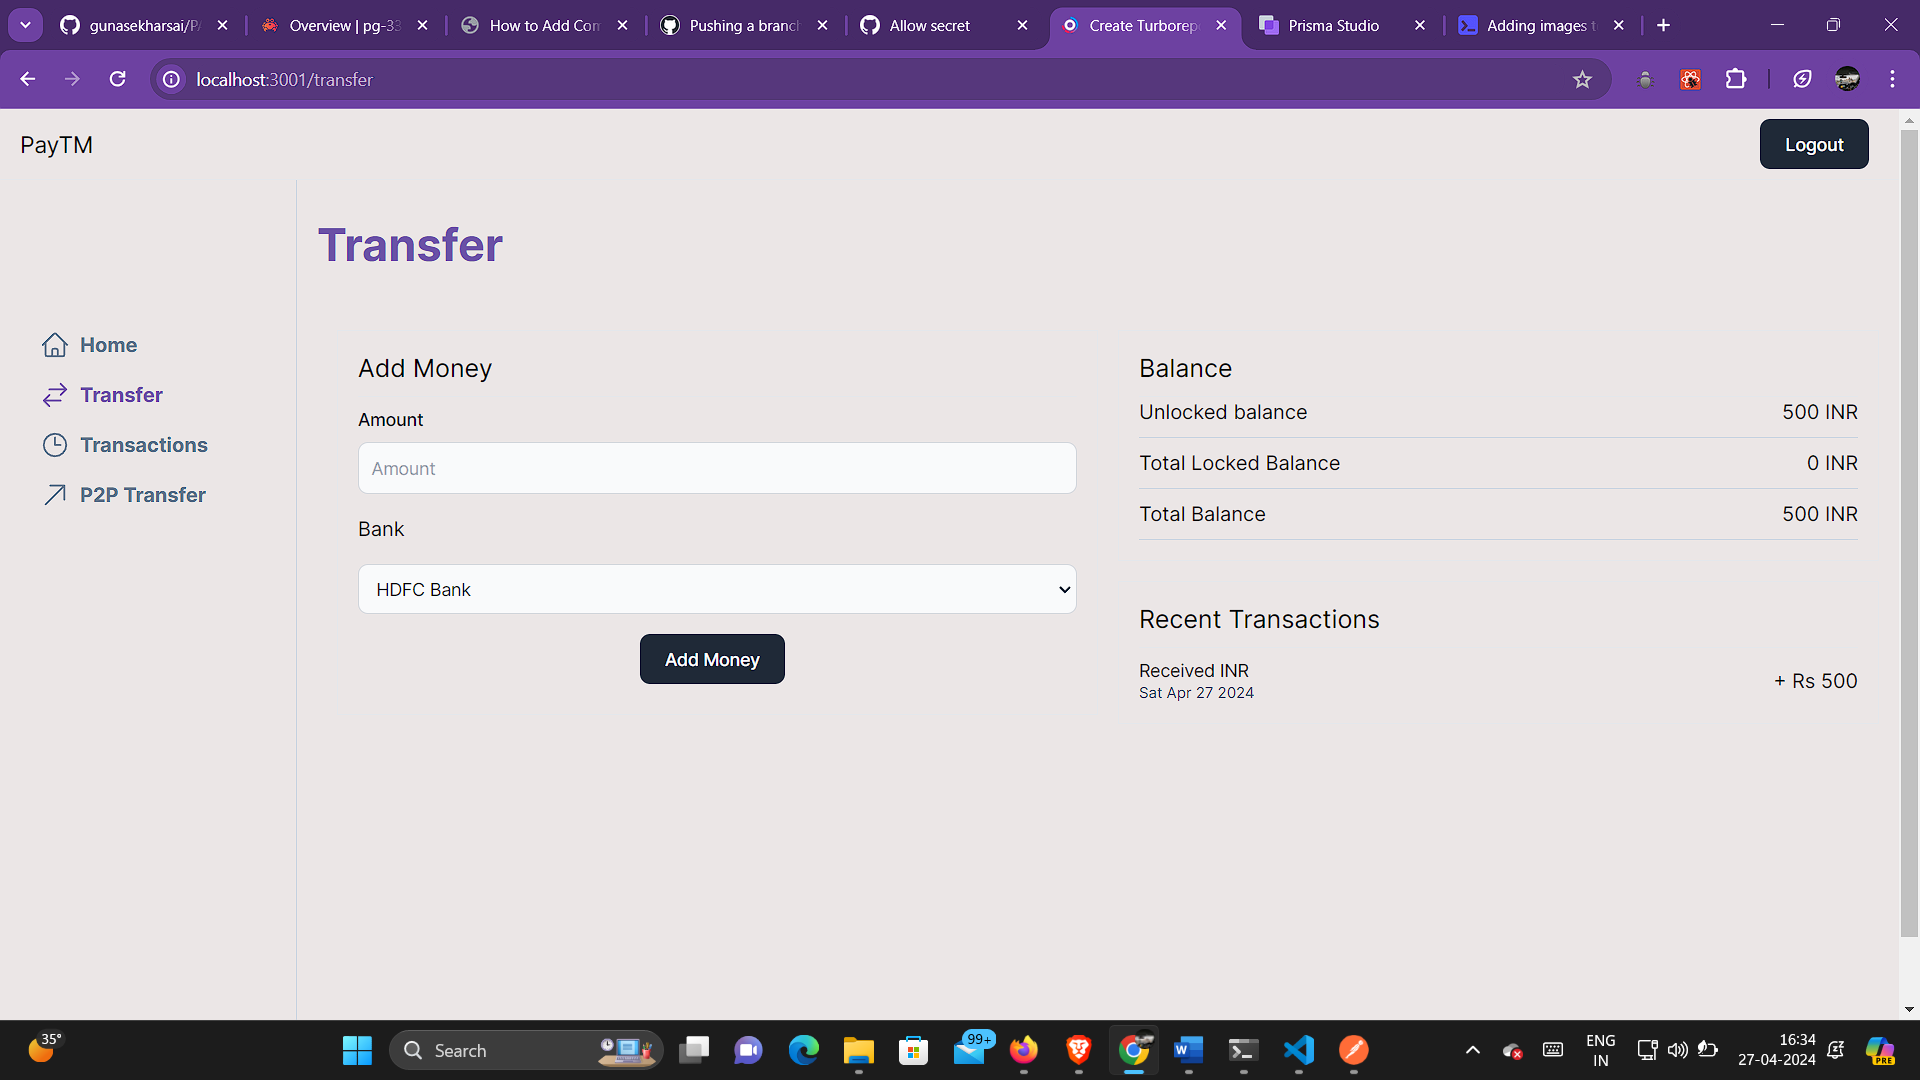 gunasekharsai/P
Overview | pg-33
How to Add Con
Pushing a branch
Allow secret
Create Turborep
Prisma Studio
Adding images t
localhost:3001/transfer
PayTM
Logout
Transfer
Home
Transfer
Transactions
P2P Transfer
Add Money
Amount
Amount
Bank
HDFC Bank
Add Money
Balance
Unlocked balance 500 INR
Total Locked Balance 0 INR
Total Balance 500 INR
Recent Transactions
Received INR
Sat Apr 27 2024
+ Rs 500
35°
Search
99+
ENG
IN
16:34
27-04-2024
PRE